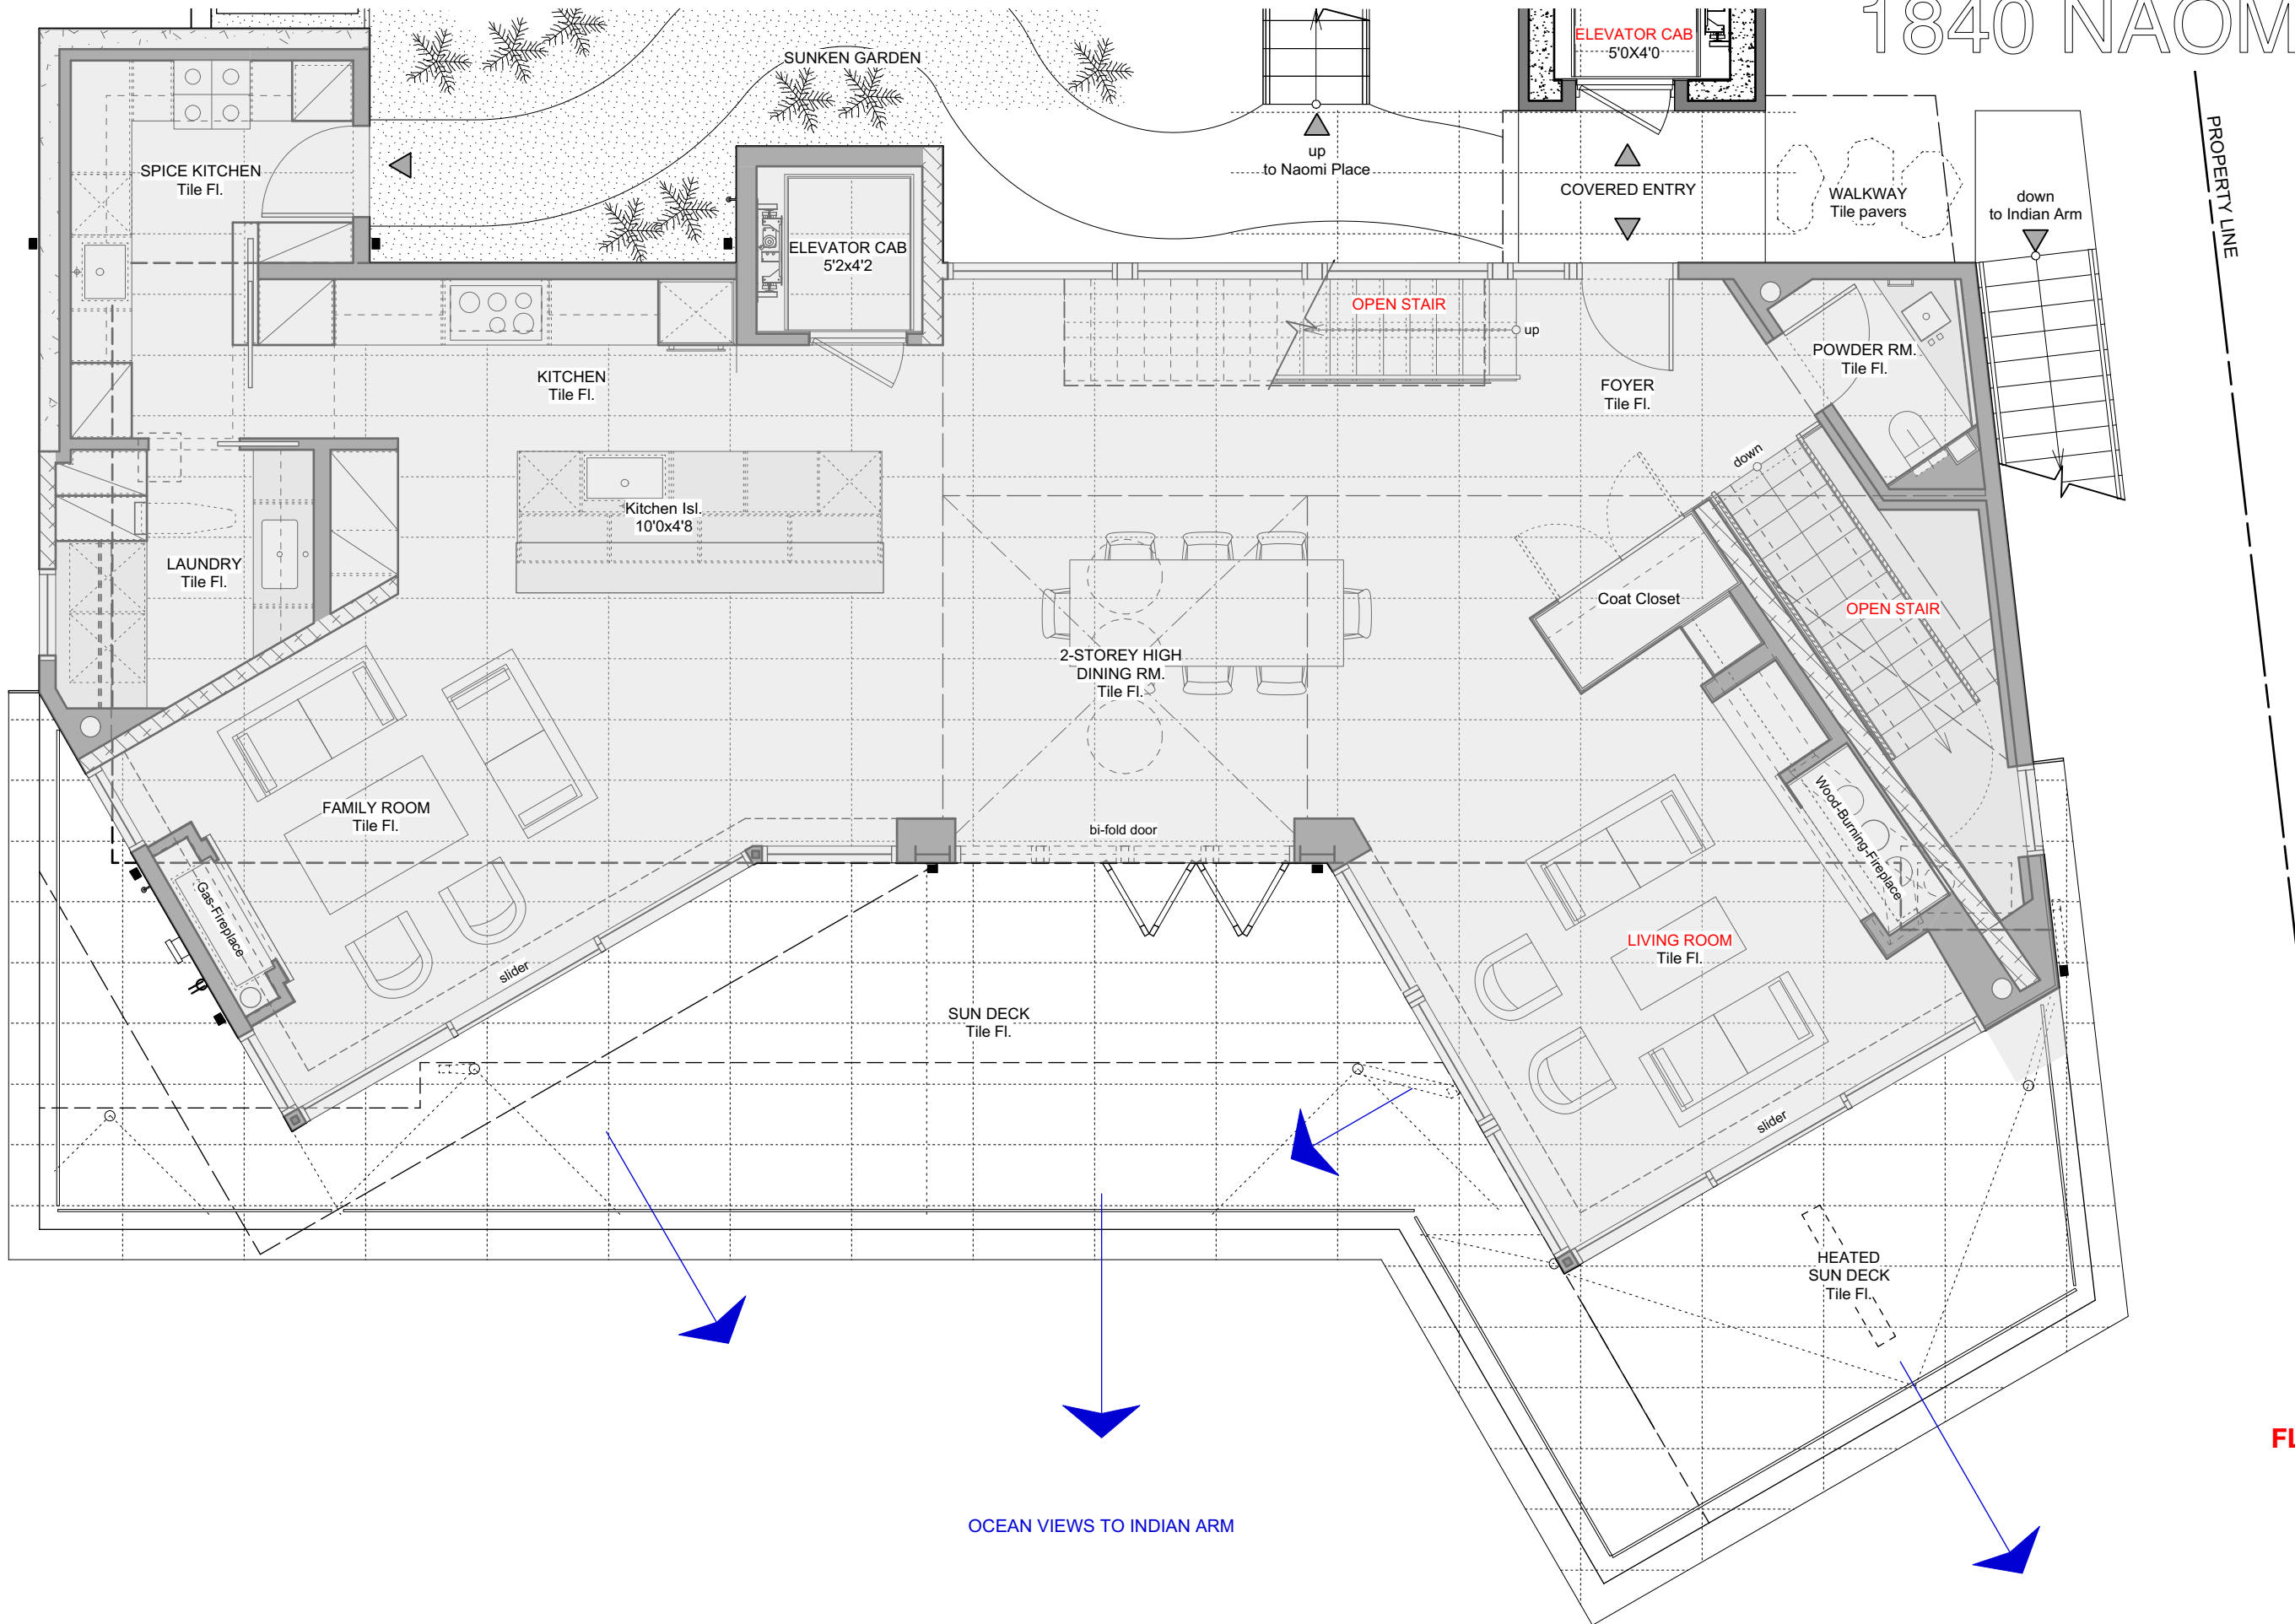 1840 NAOM
ELEVATOR CAB
5'0X4'0
SUNKEN GARDEN
PROPERTY LINE
up
to Naomi Place
SPICE KITCHEN
Tile Fl.
COVERED ENTRY
WALKWAY
Tile pavers
down
to Indian Arm
ELEVATOR CAB
5'2x4'2
OPEN STAIR
up
POWDER RM.
Tile Fl.
KITCHEN
Tile Fl.
FOYER
Tile Fl.
down
Kitchen Isl.
10'0x4'8
LAUNDRY
Tile Fl.
Coat Closet
OPEN STAIR
2-STOREY HIGH
DINING RM.
Tile Fl.
FAMILY ROOM
Tile Fl.
bi-fold door
Wood-Burning-Fireplace
Gas-Fireplace
LIVING ROOM
Tile Fl.
slider
SUN DECK
Tile Fl.
slider
HEATED
SUN DECK
Tile Fl.
FL
OCEAN VIEWS TO INDIAN ARM